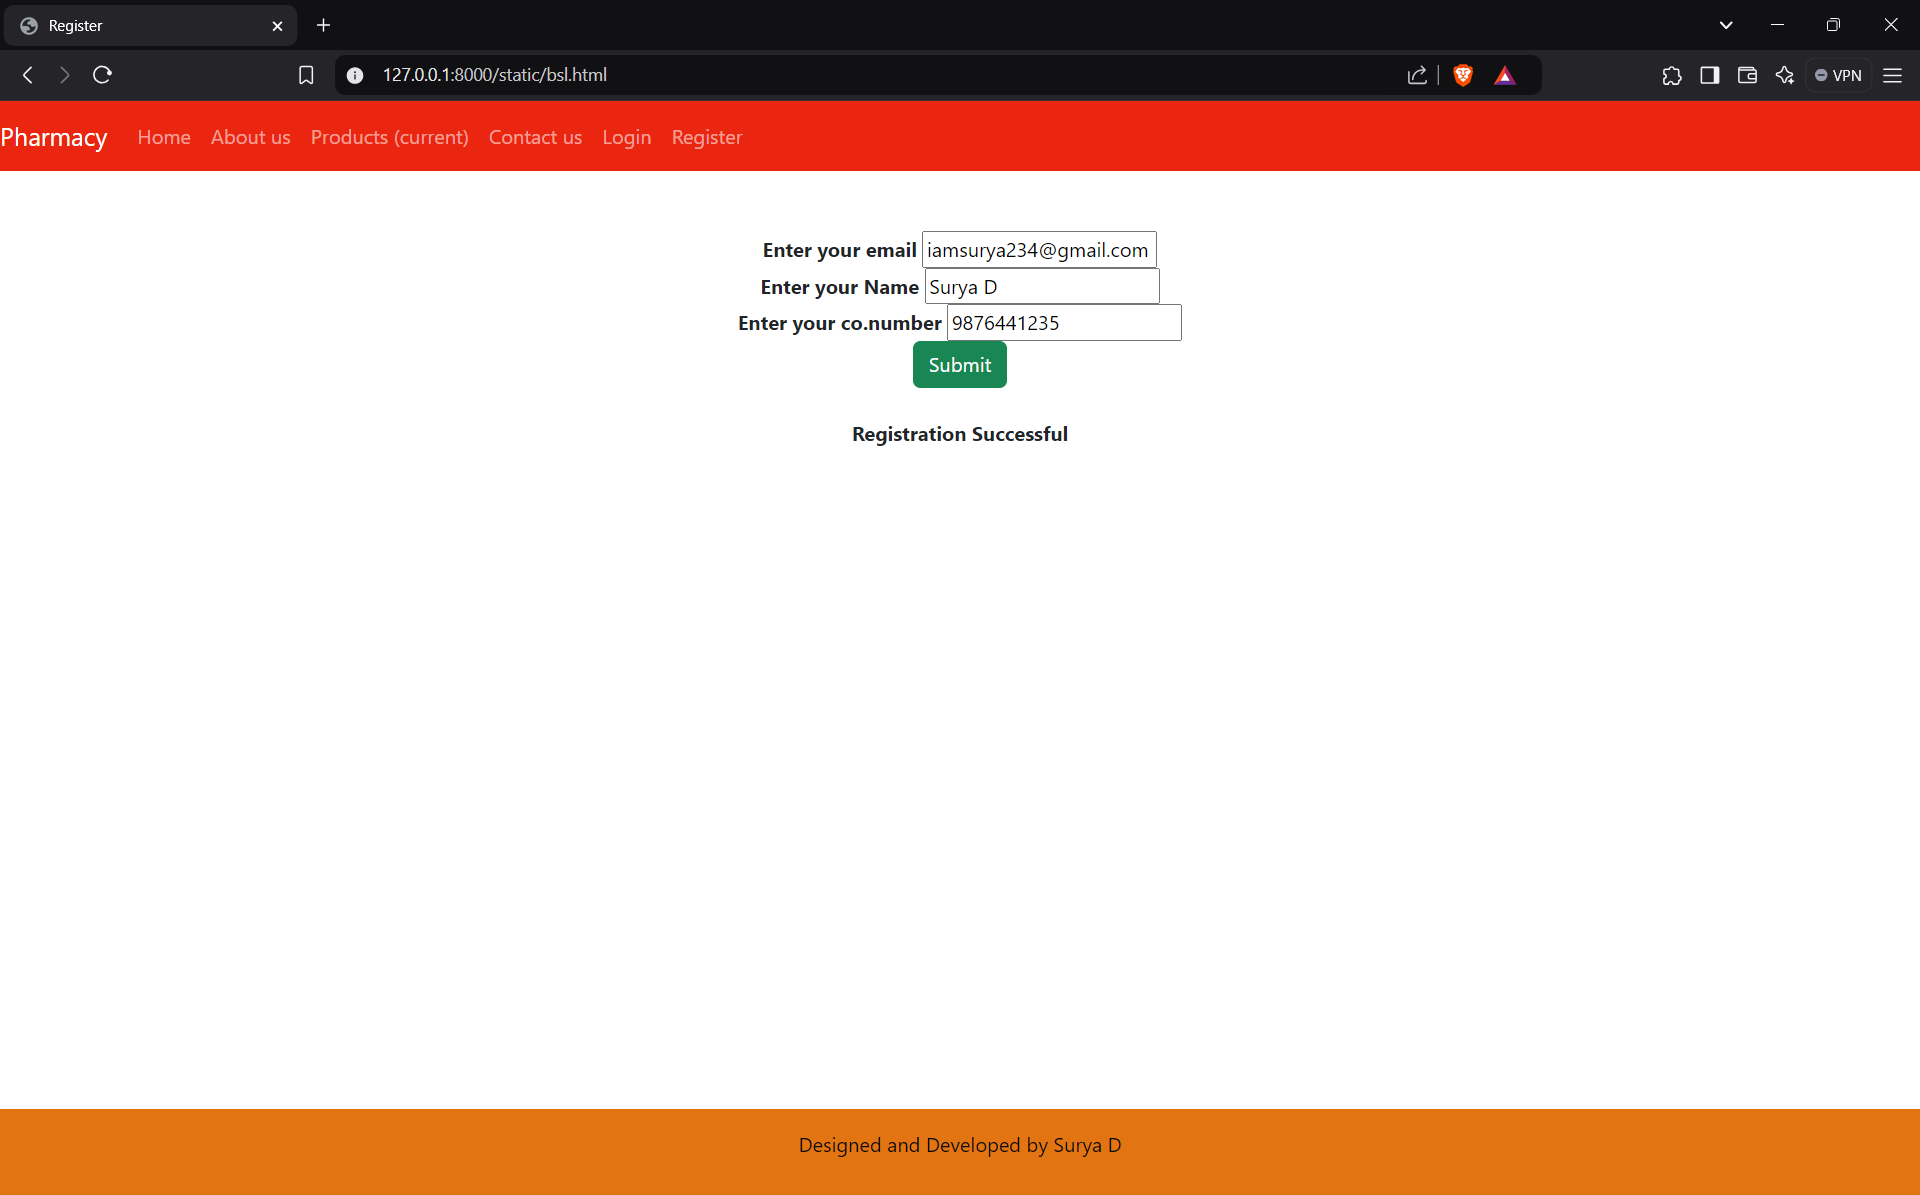 Register
127.0.0.1:8000/static/bsl.html
VPN
Pharmacy Home About us Products (current) Contact us Login Register
Enter your email iamsurya234@gmail.com
Enter your Name Surya D
Enter your co.number 9876441235
Submit
Registration Successful
Designed and Developed by Surya D